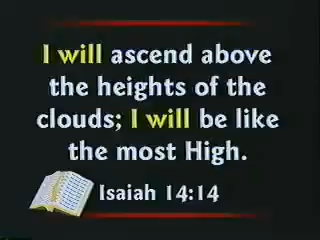 I will ascend above
the heights of the
clouds; I will be like
the most High.
Isaiah 14:14